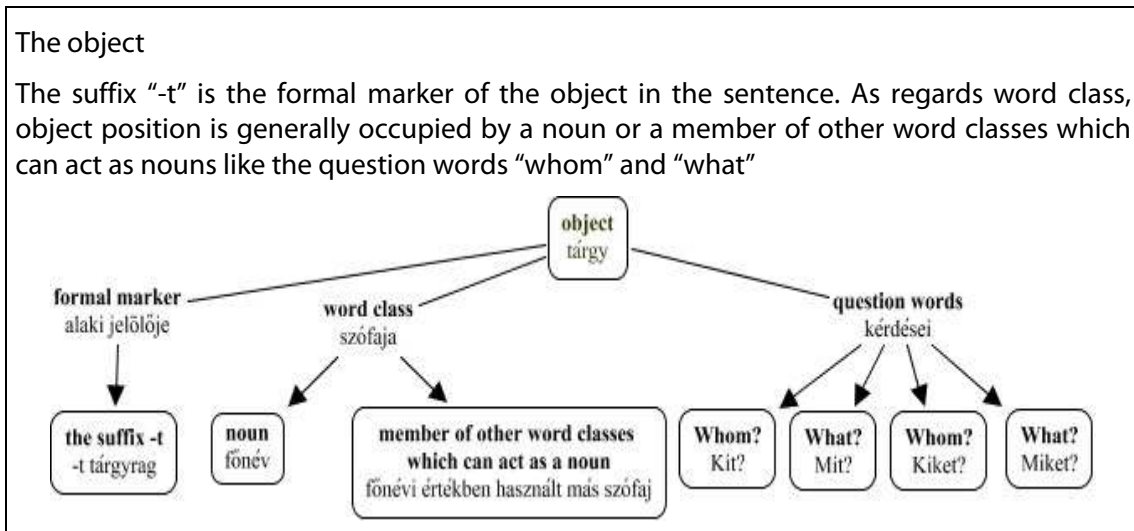 The object
The suffix “-t” is the formal marker of the object in the sentence. As regards word class,
object position is generally occupied by a noun or a member of other word classes which
can act as nouns like the question words “whom” and “what”
object
tárgy
formal marker
alaki jelölője
word class
szófaja
question words
kérdései
the suffix -t
-t tárgyrag
noun
főnév
member of other word classes
which can act as a noun
főnévi értékben használt más szófaj
Whom?
Kit?
What?
Mit?
Whom?
Kiket?
What?
Miket?